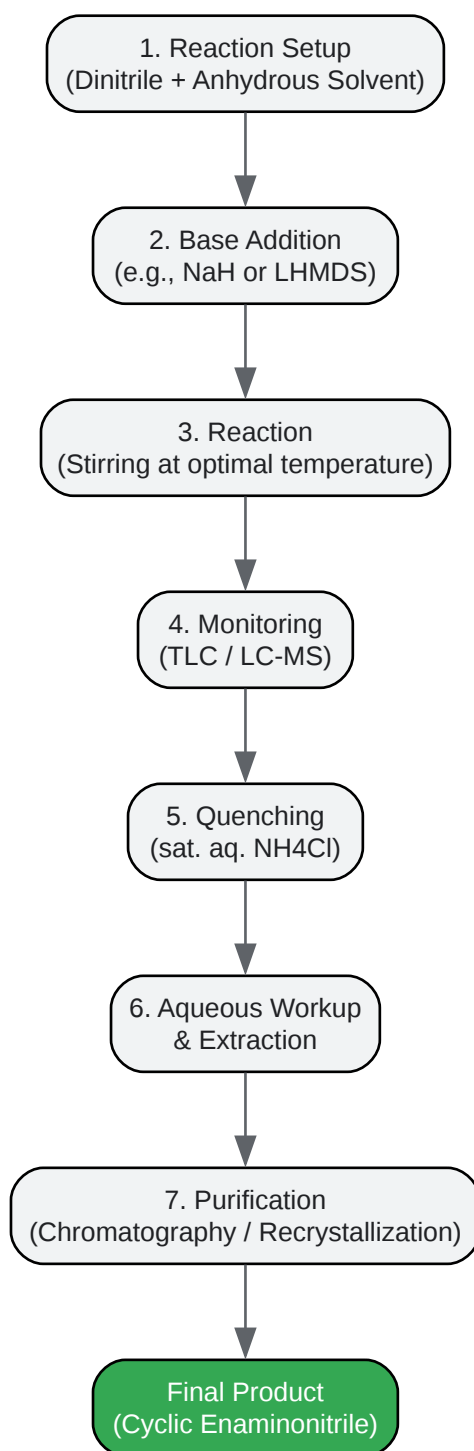 1. Reaction Setup
(Dinitrile + Anhydrous Solvent)
2. Base Addition
(e.g., NaH or LHMDS)
3. Reaction
(Stirring at optimal temperature)
4. Monitoring
(TLC / LC-MS)
5. Quenching
(sat. aq. NH4Cl)
6. Aqueous Workup
& Extraction
7. Purification
(Chromatography / Recrystallization)
Final Product
(Cyclic Enaminonitrile)